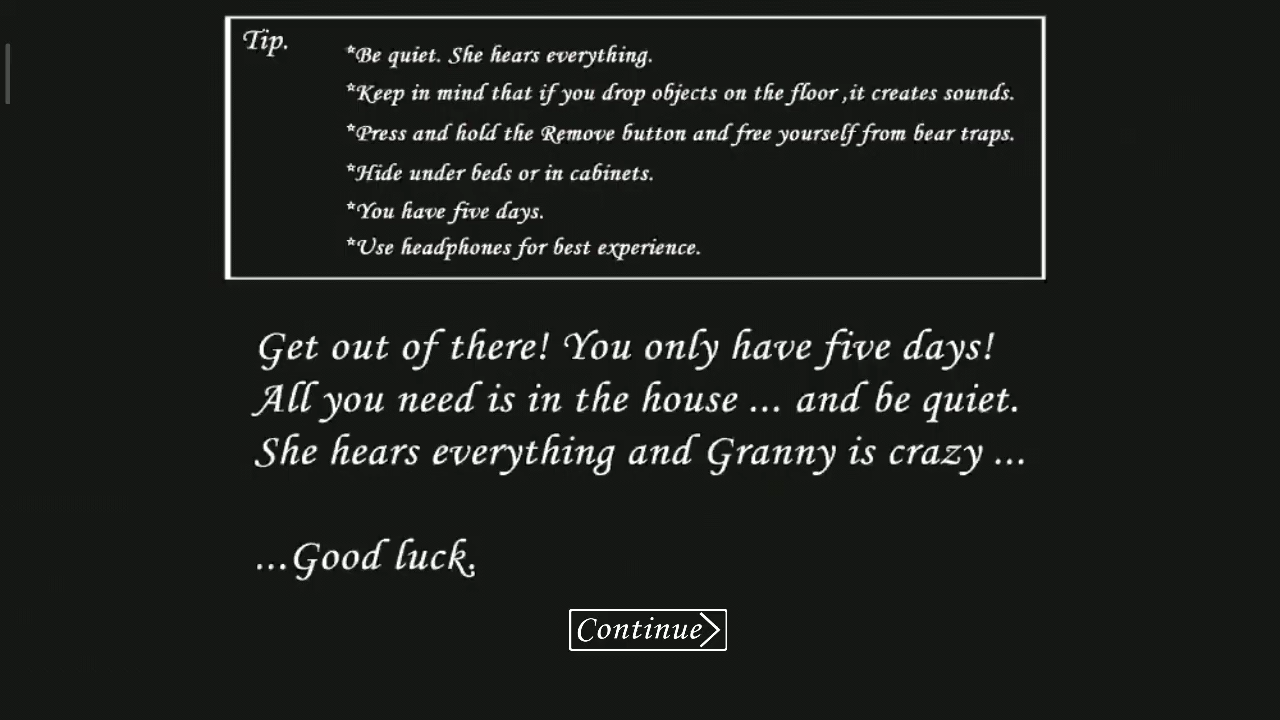 Tip.
*Be quiet. She hears everything.
*Keep in mind that if you drop objects on the floor ,it creates sounds.
*Press and hold the Remove button and free yourself from bear traps.
*Hide under beds or in cabinets.
*You have five days.
*Use headphones for best experience.
Get out of there! You only have five days!
All you need is in the house ... and be quiet.
She hears everything and Granny is crazy ...
...Good luck.
Continue